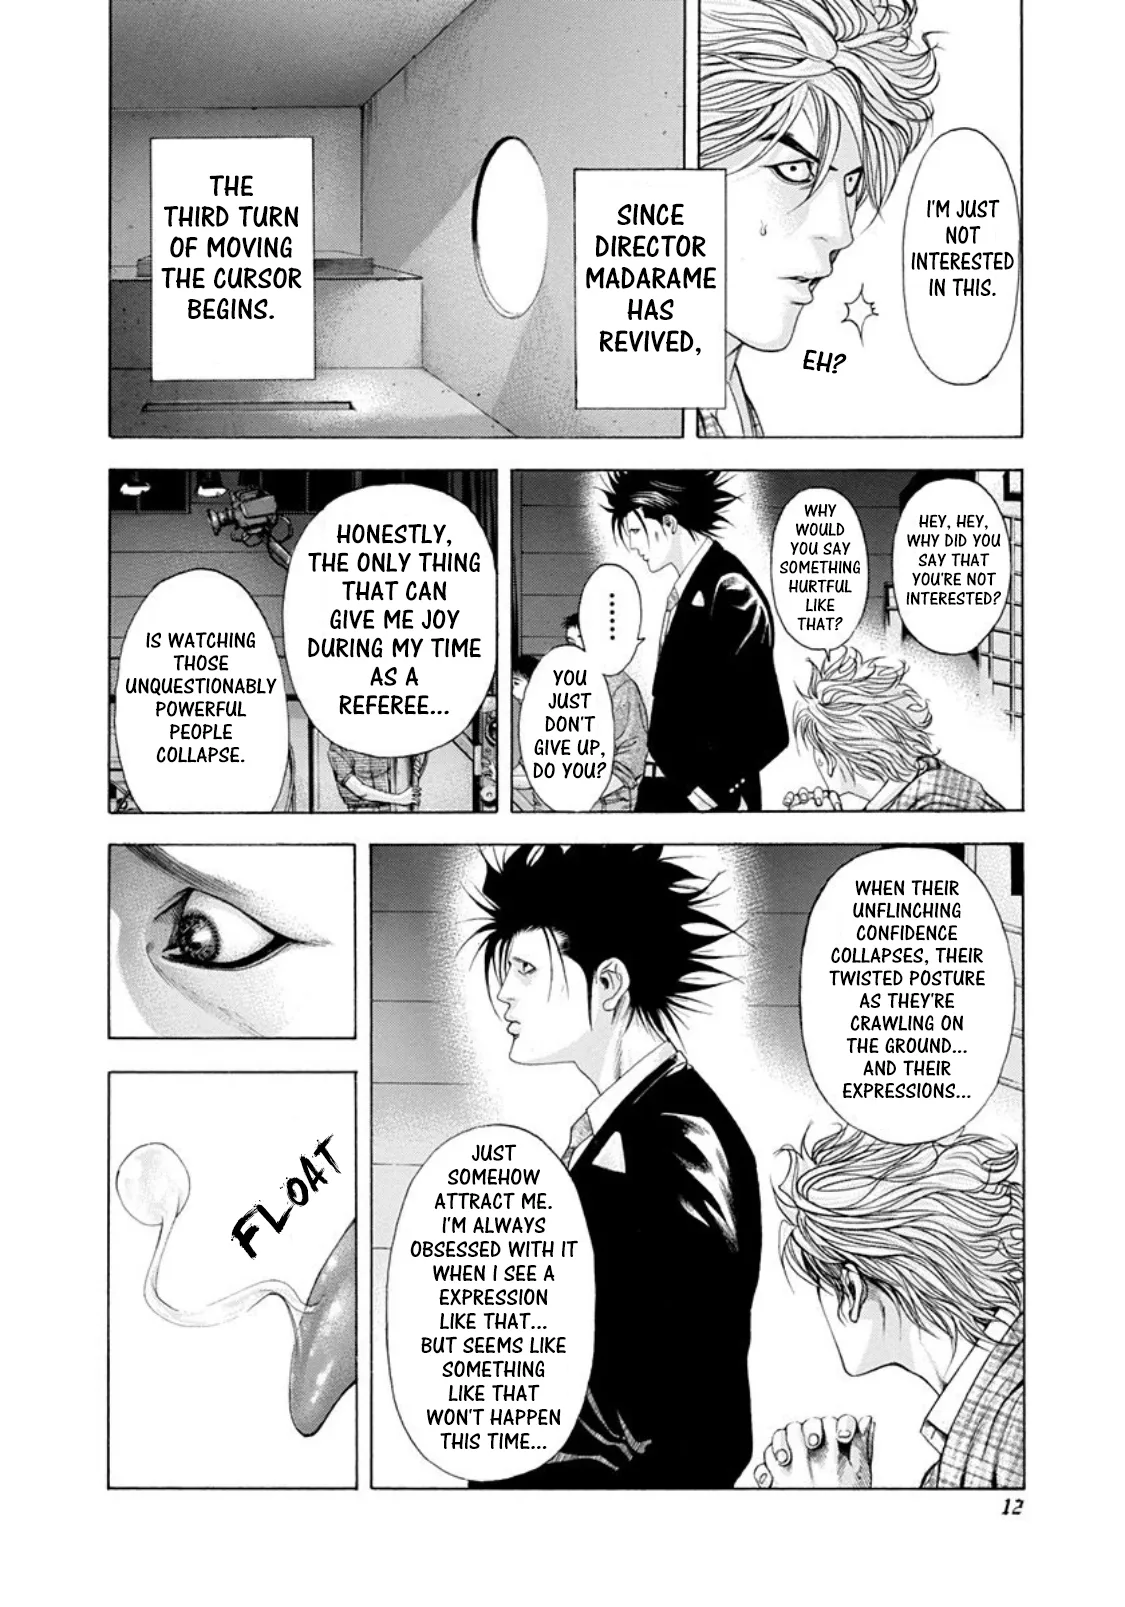 I'M JUST
NOT
INTERESTED
IN THIS.
EH?
SINCE
DIRECTOR
MADARAME
HAS
REVIVED,
THE
THIRD TURN
OF MOVING
THE CURSOR
BEGINS.
HEY, HEY,
WHY DID YOU
SAY THAT
YOU'RE NOT
INTERESTED?
WHY
WOULD
YOU SAY
SOMETHING
HURTFUL
LIKE
THAT?
......
YOU
JUST
DON'T
GIVE UP,
DO YOU?
HONESTLY,
THE ONLY THING
THAT CAN
GIVE ME JOY
DURING MY TIME
AS A
REFEREE...
IS WATCHING
THOSE
UNQUESTIONABLY
POWERFUL
PEOPLE
COLLAPSE.
WHEN THEIR
UNFLINCHING
CONFIDENCE
COLLAPSES, THEIR
TWISTED POSTURE
AS THEY'RE
CRAWLING ON
THE GROUND...
AND THEIR
EXPRESSIONS...
JUST
SOMEHOW
ATTRACT ME.
I'M ALWAYS
OBSESSED WITH IT
WHEN I SEE A
EXPRESSION
LIKE THAT...
BUT SEEMS LIKE
SOMETHING
LIKE THAT
WON'T HAPPEN
THIS TIME...
FLOAT
12